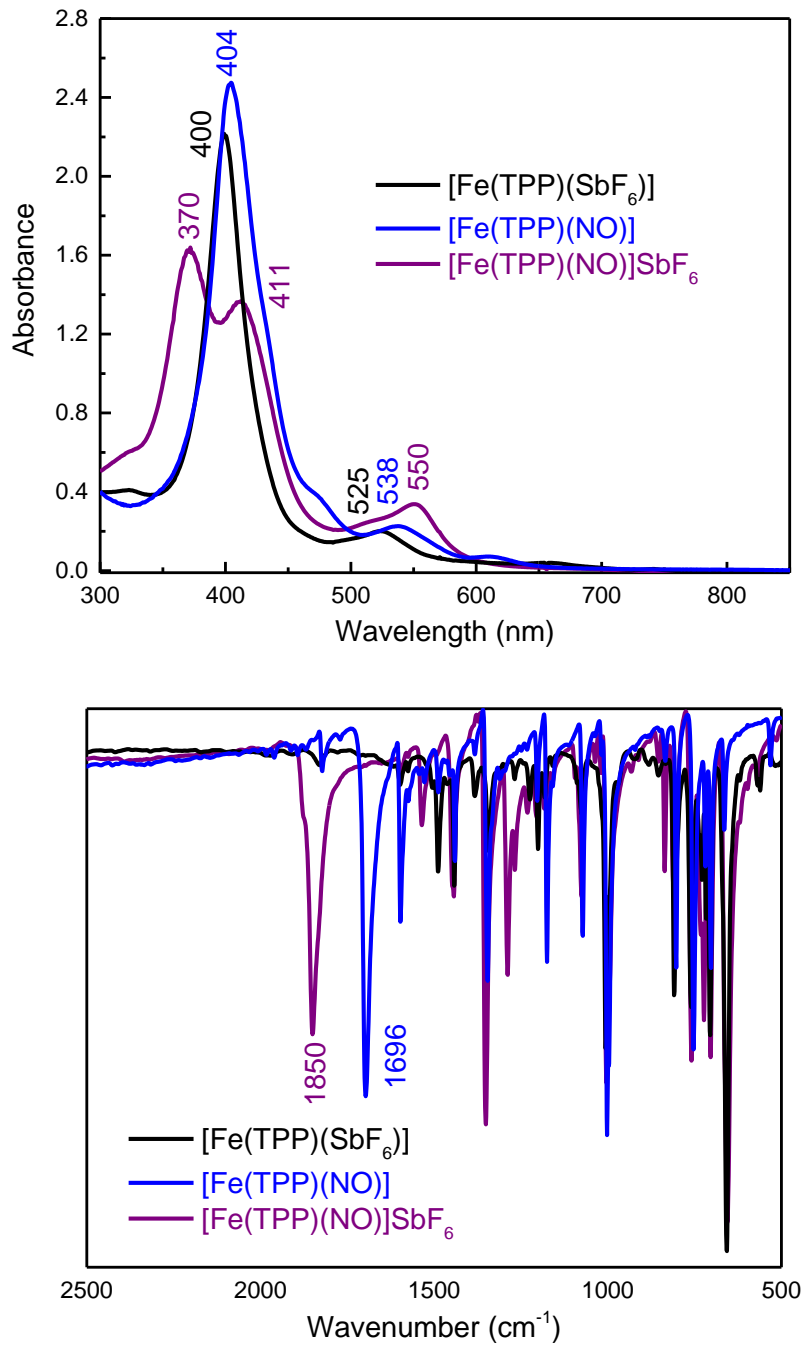 2.8
2.4
2.0
1.6
1.2
0.8
0.4
0.0
Absorbance
404
400
370
411
525
538
550
[Fe(TPP)(SbF₆)]
[Fe(TPP)(NO)]
[Fe(TPP)(NO)]SbF₆
300 400 500 600 700 800
Wavelength (nm)
1850
1696
[Fe(TPP)(SbF₆)]
[Fe(TPP)(NO)]
[Fe(TPP)(NO)]SbF₆
2500 2000 1500 1000 500
Wavenumber (cm⁻¹)